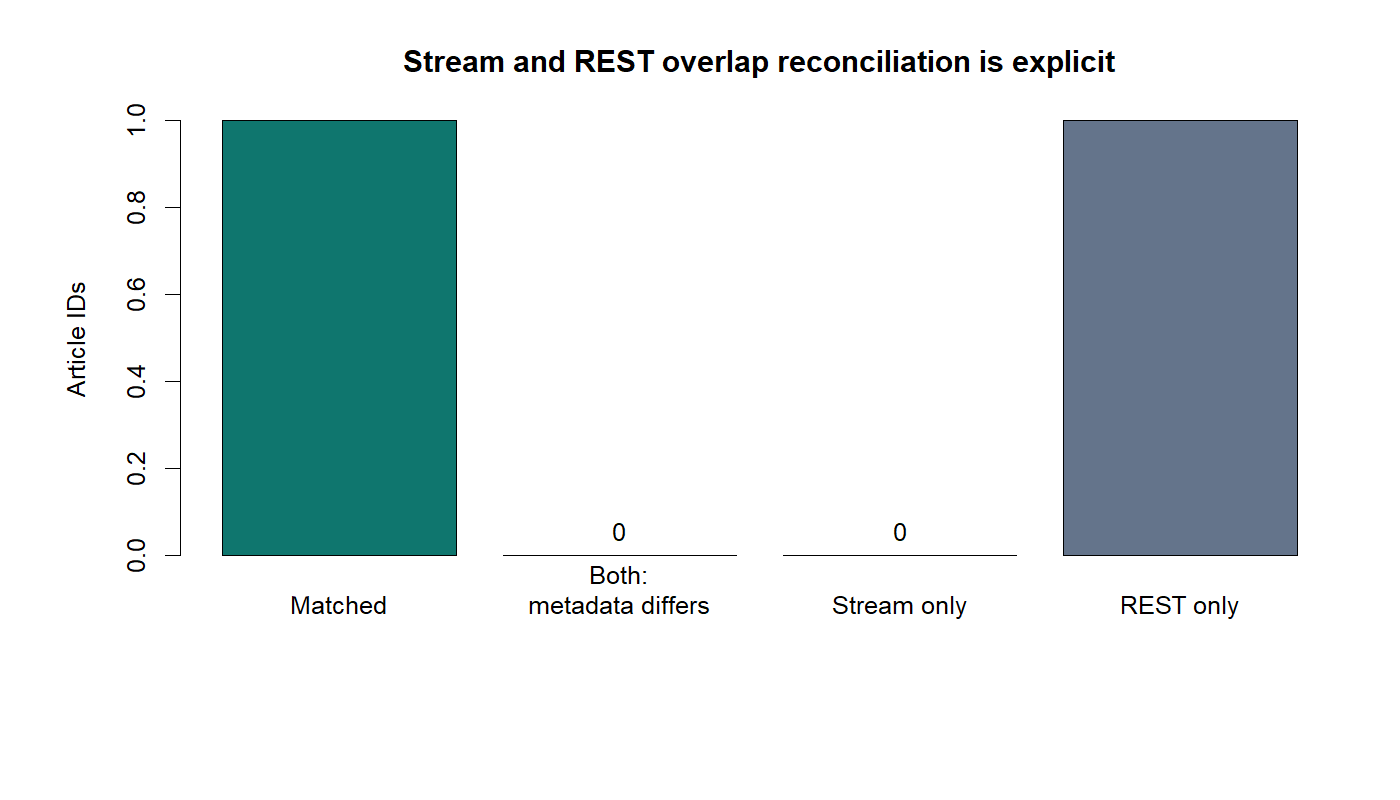 Stream and REST overlap reconciliation is explicit
Article IDs
1.0
0.8
0.6
0.4
0.2
0.0
0
0
Matched
Both:
metadata differs
Stream only
REST only